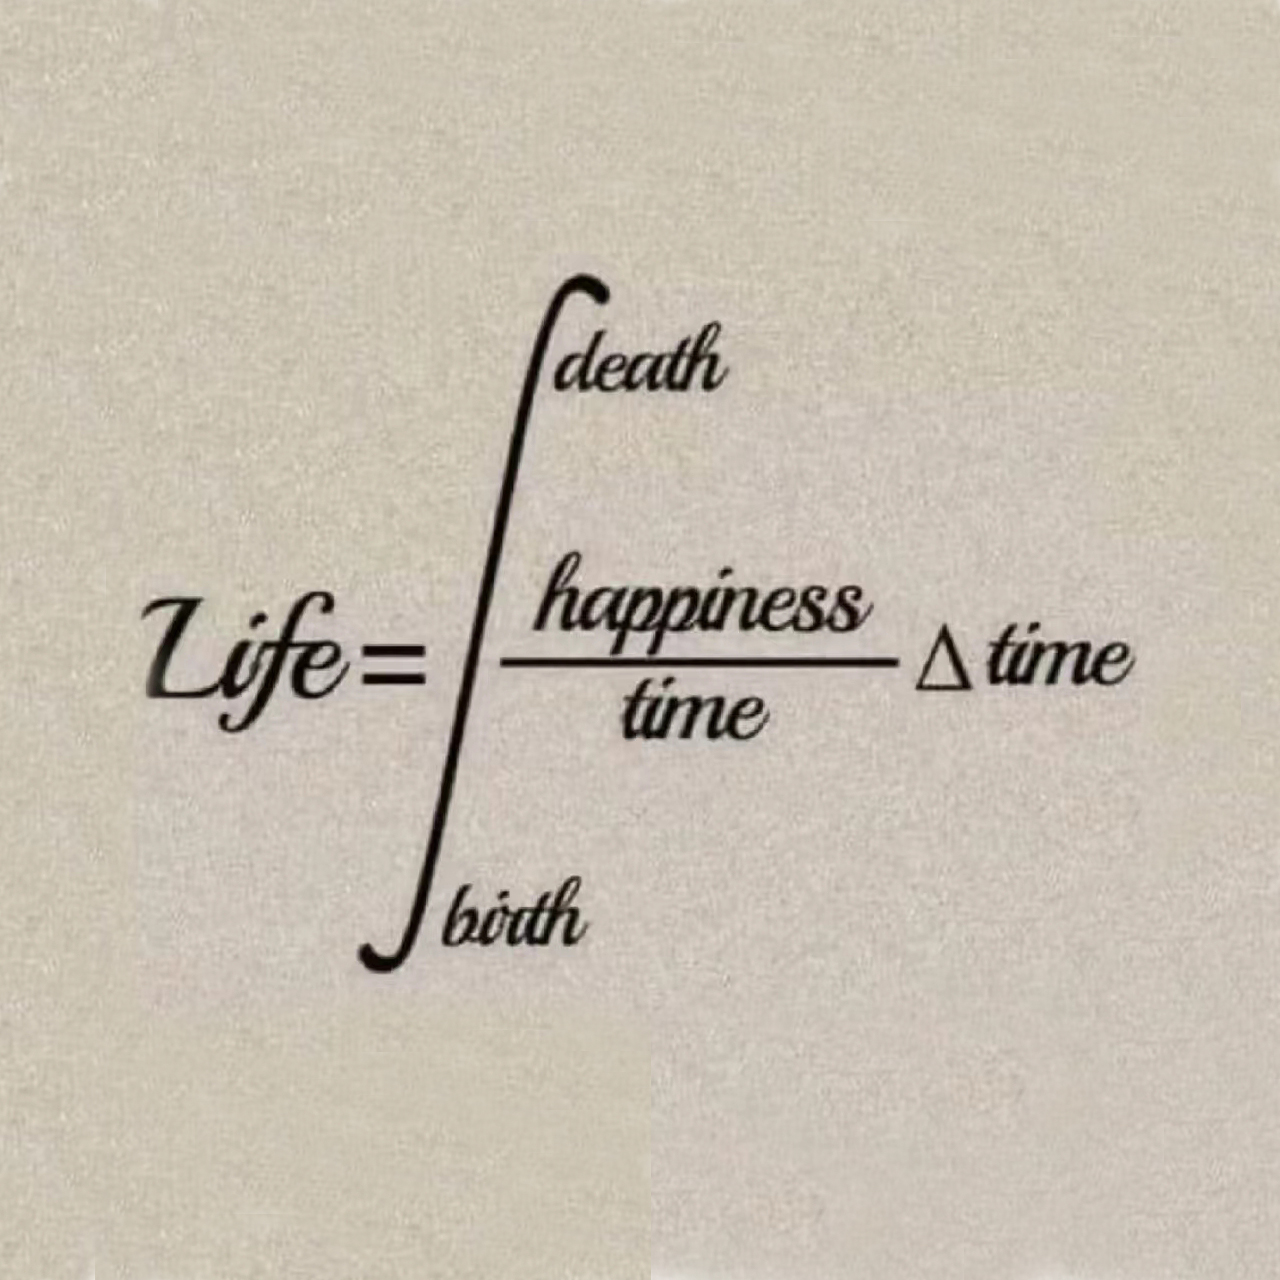 death
happiness
Life = ∫ Δ time
time
birth